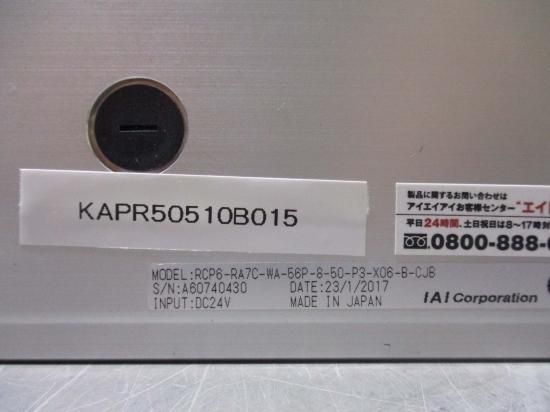 KAPR50510B015
製品に関するお問い合わせは
アイエイアイお客様センター"エイ
平日24時間、土日祝日は8~17時対
0800-888-
MODEL:RCP6-RA7C-WA-56P-8-50-P3-X06-B-CJB
S/N:A60740430 DATE:23/1/2017
INPUT:DC24V MADE IN JAPAN
IAI Corporation